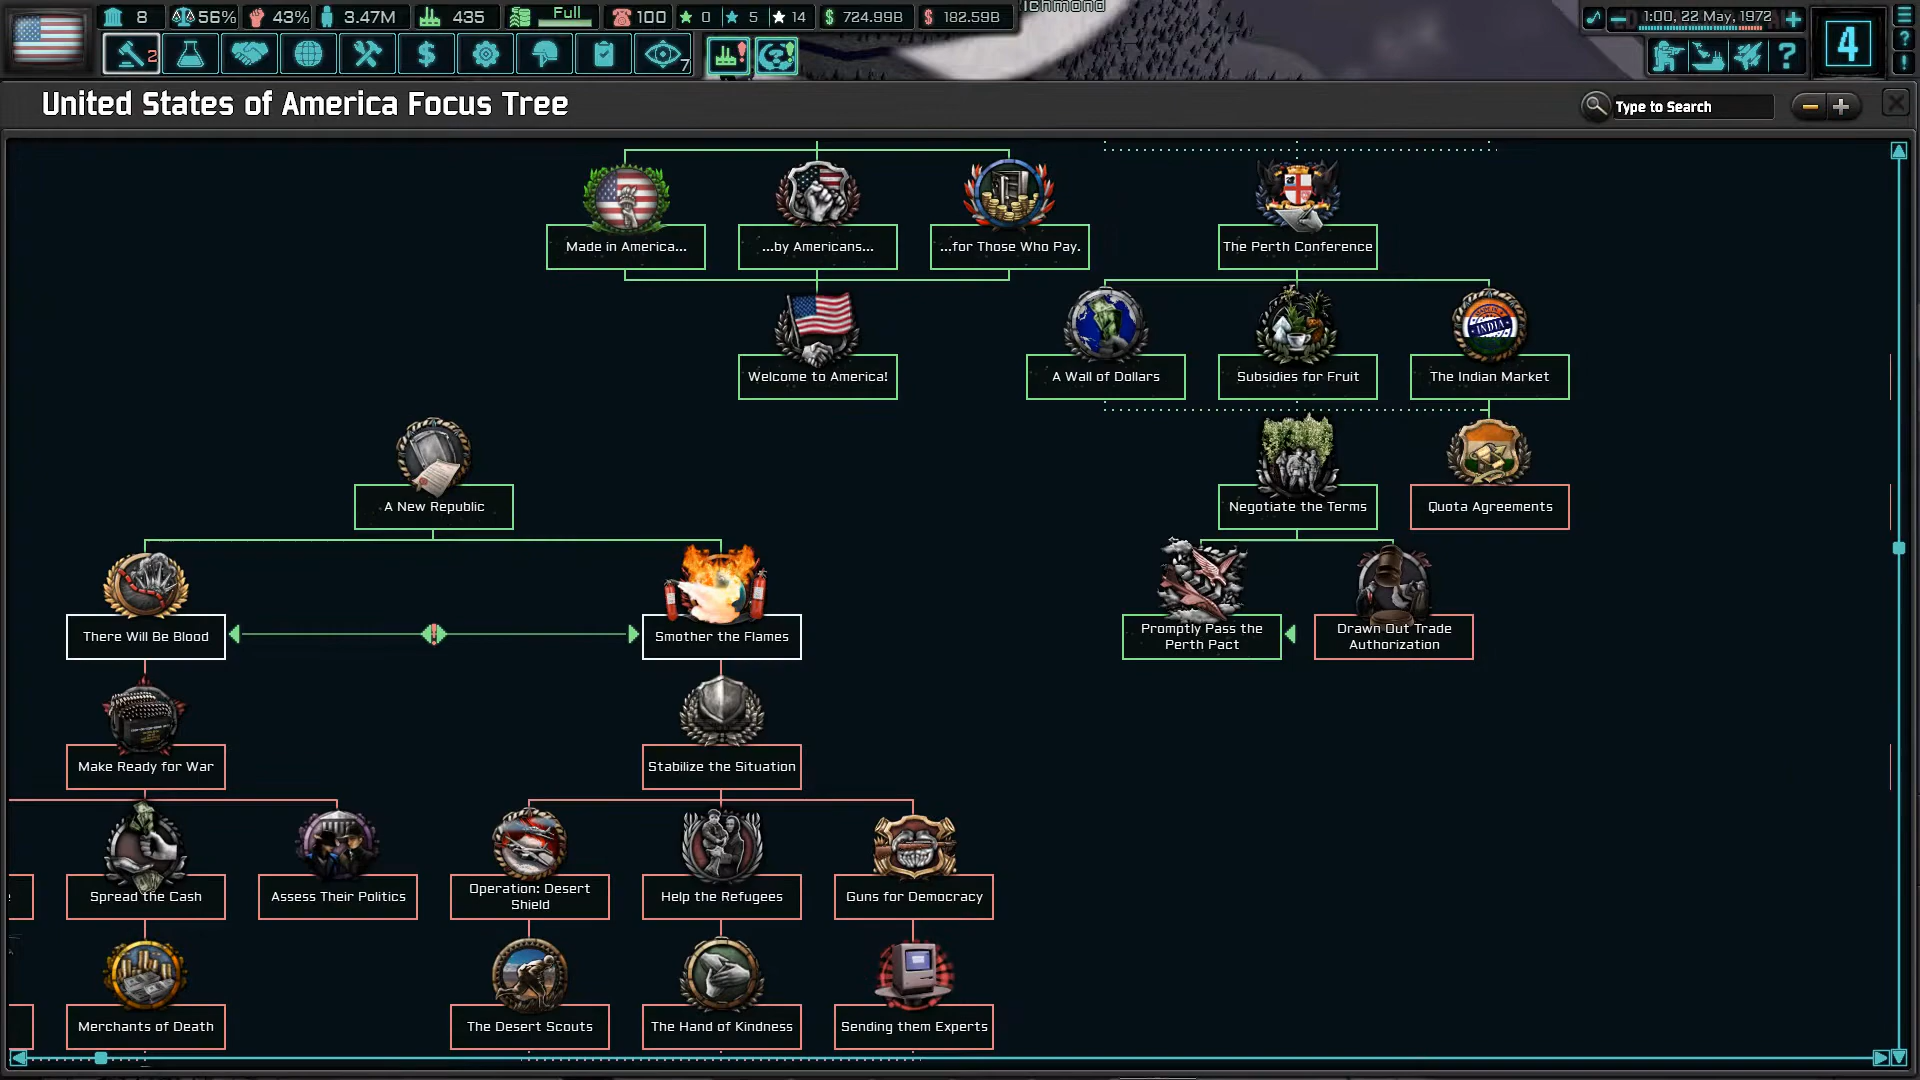 8
56%
43%
3.47M
435
Full
100
0
5
14
$ 724.99B
$ 182.59B
ichmond
1:00, 22 May, 1972
2
7
4
United States of America Focus Tree
Type to Search
Made in America...
...by Americans...
...for Those Who Pay.
The Perth Conference
Welcome to America!
A Wall of Dollars
Subsidies for Fruit
INDIA
The Indian Market
A New Republic
Negotiate the Terms
Quota Agreements
There Will Be Blood
Smother the Flames
Promptly Pass the
Perth Pact
Drawn Out Trade
Authorization
Make Ready for War
Stabilize the Situation
Spread the Cash
Assess Their Politics
Operation: Desert
Shield
Help the Refugees
Guns for Democracy
Merchants of Death
The Desert Scouts
The Hand of Kindness
Sending them Experts